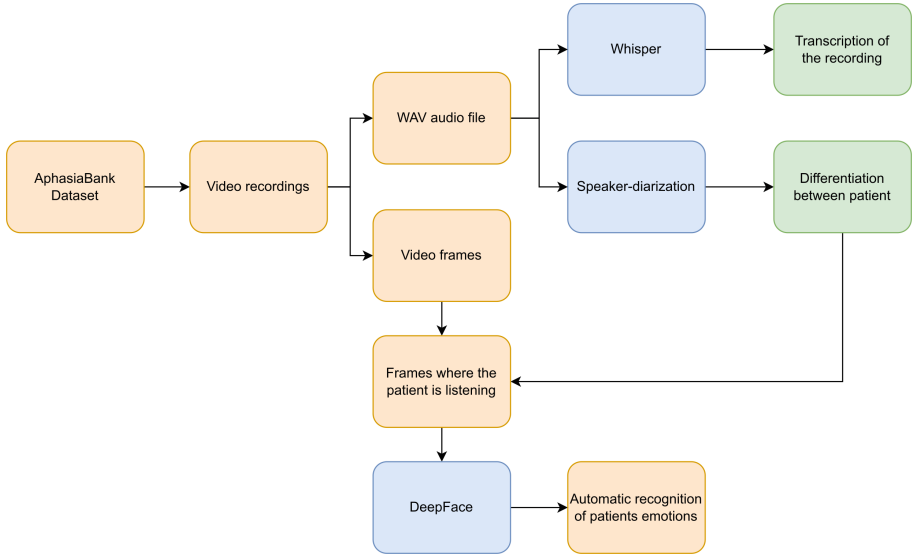 Whisper
Transcription of
the recording
WAV audio file
AphasiaBank
Dataset
Video recordings
Speaker-diarization
Differentiation
between patient
Video frames
Frames where the
patient is listening
DeepFace
Automatic recognition
of patients emotions